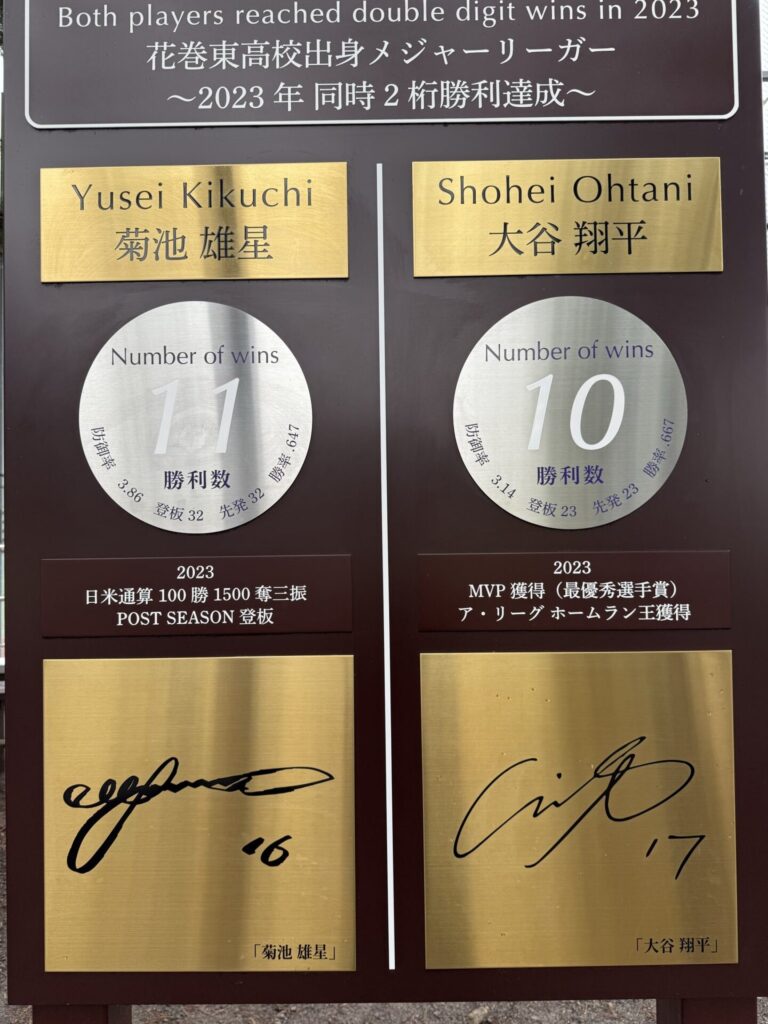 Both players reached double digit wins in 2023
花巻東高校出身メジャーリーガー
～2023年 同時2桁勝利達成～
Yusei Kikuchi
菊池 雄星
Number of wins
11
勝利数
防御率 3.86 登板 32 先発 32 勝率 .647
2023
日米通算 100 勝 1500 奪三振
POST SEASON 登板
'16
「菊池 雄星」
Shohei Ohtani
大谷 翔平
Number of wins
10
勝利数
防御率 3.14 登板 23 先発 23 勝率 .667
2023
MVP 獲得（最優秀選手賞）
ア・リーグ ホームラン王獲得
'17
「大谷 翔平」